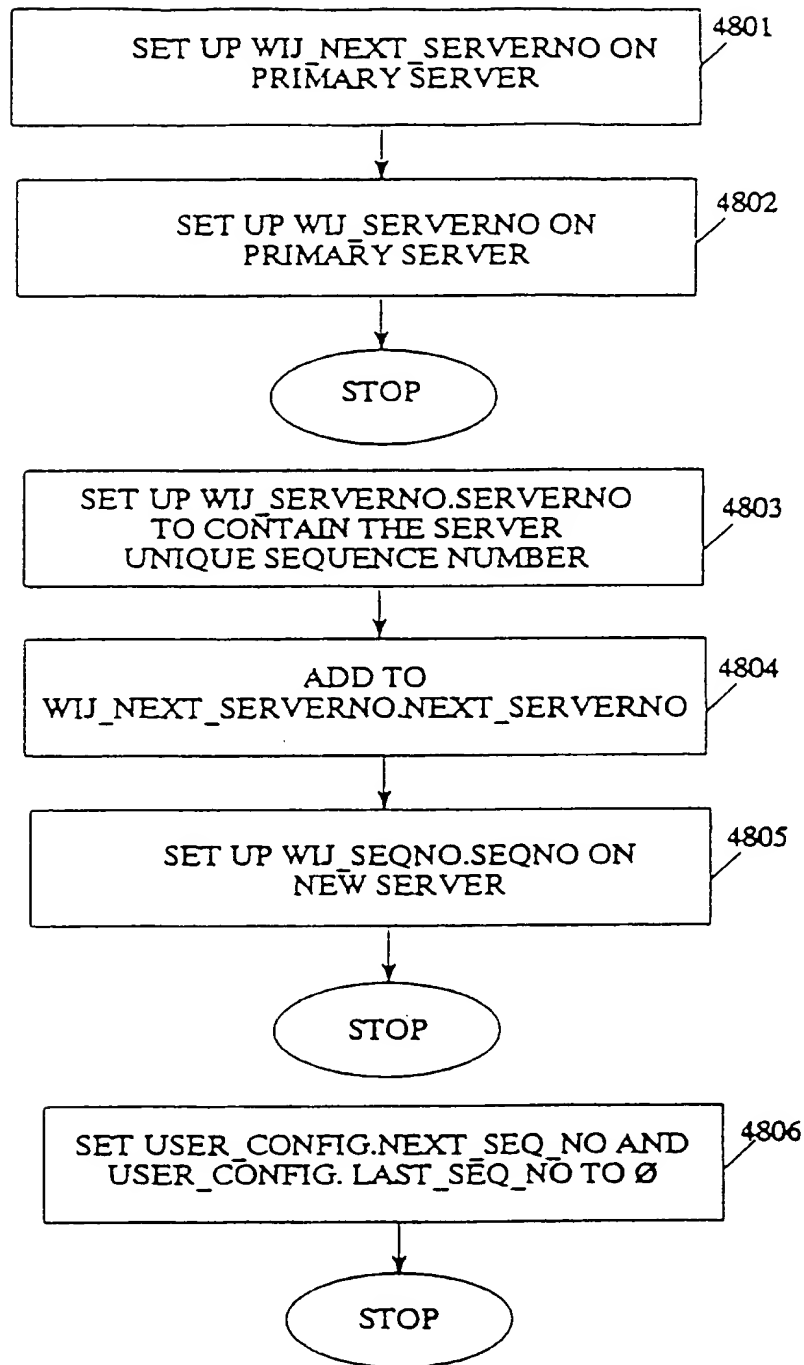 SET UP WIJ_NEXT_SERVERNO ON
PRIMARY SERVER
4801
SET UP WIJ_SERVERNO ON
PRIMARY SERVER
4802
STOP
SET UP WIJ_SERVERNO.SERVERNO
TO CONTAIN THE SERVER
UNIQUE SEQUENCE NUMBER
4803
ADD TO
WIJ_NEXT_SERVERNO.NEXT_SERVERNO
4804
SET UP WIJ_SEQNO.SEQNO ON
NEW SERVER
4805
STOP
SET USER_CONFIG.NEXT_SEQ_NO AND
USER_CONFIG. LAST_SEQ_NO TO Ø
4806
STOP